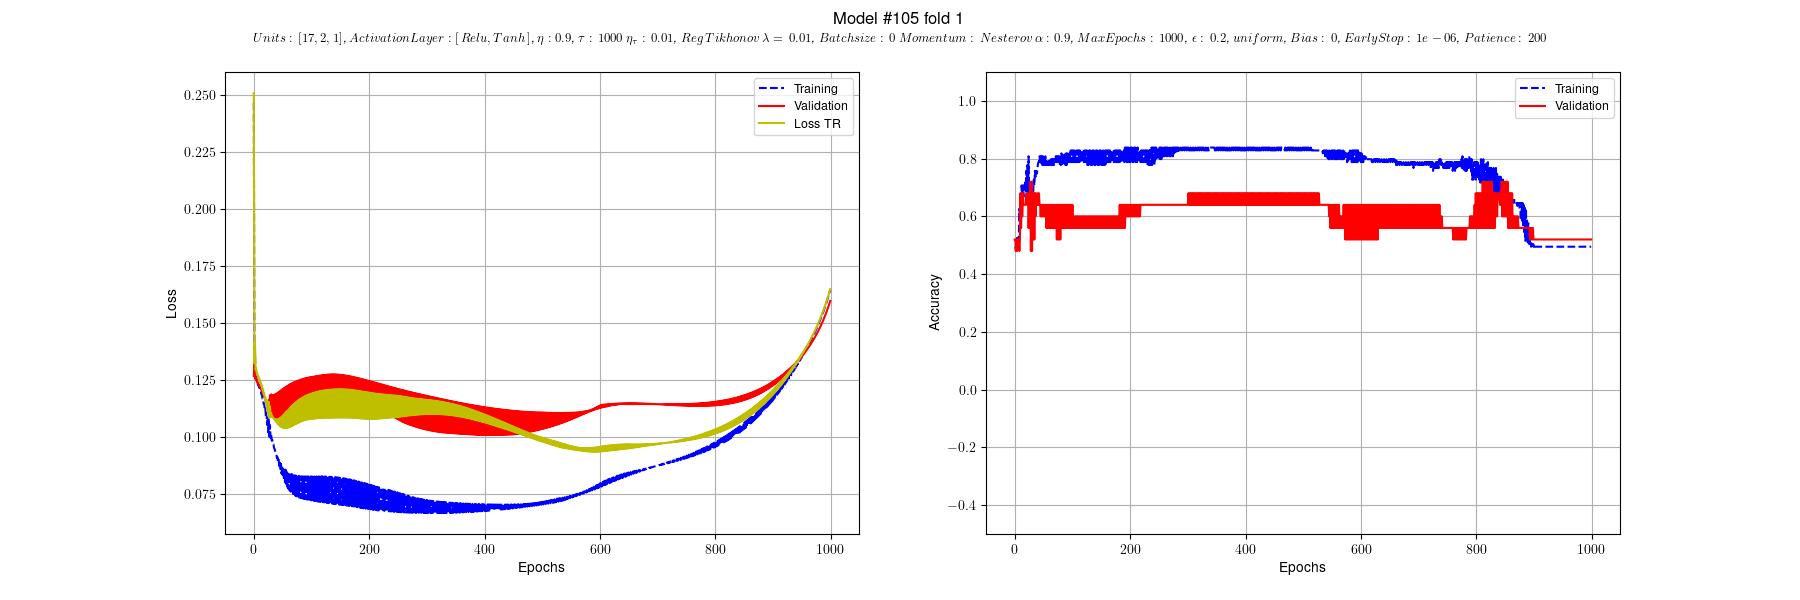 Model #105 fold 1
Units : [17, 2, 1], ActivationLayer : [ Relu, Tanh], η : 0.9, τ : 1000 ητ : 0.01, RegTikhonov λ = 0.01, Batchsize : 0 Momentum : Nesterov α : 0.9, MaxEpochs : 1000, ϵ : 0.2, uniform, Bias : 0, EarlyStop : 1e − 06, Patience : 200
Loss
0.250
0.225
0.200
0.175
0.150
0.125
0.100
0.075
0 200 400 600 800 1000
Epochs
Training
Validation
Loss TR
Accuracy
1.0
0.8
0.6
0.4
0.2
0.0
−0.2
−0.4
0 200 400 600 800 1000
Epochs
Training
Validation